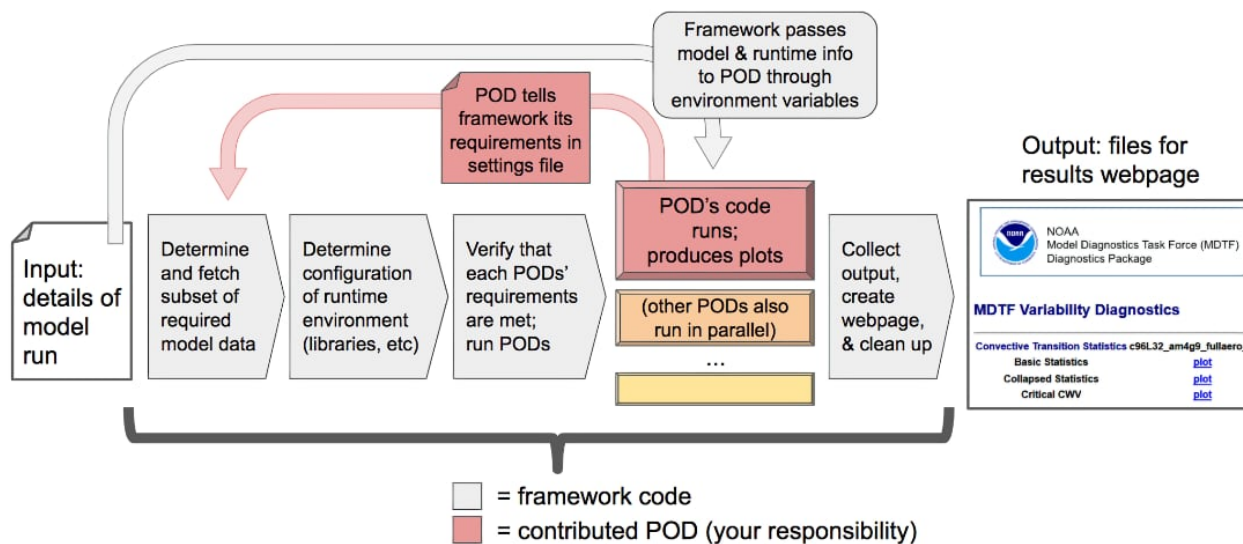 Framework passes
model & runtime info
to POD through
environment variables
POD tells
framework its
requirements in
settings file
Input:
details of
model
run
Determine
and fetch
subset of
required
model data
Determine
configuration
of runtime
environment
(libraries, etc)
Verify that
each PODs'
requirements
are met;
run PODs
POD's code
runs;
produces plots
(other PODs also
run in parallel)
...
Collect
output,
create
webpage,
& clean up
Output: files for
results webpage
NOAA
NOAA
Model Diagnostics Task Force (MDTF)
Diagnostics Package
MDTF Variability Diagnostics
Convective Transition Statistics c96L32_am4g9_fullaero_
Basic Statistics plot
Collapsed Statistics plot
Critical CWV plot
= framework code
= contributed POD (your responsibility)